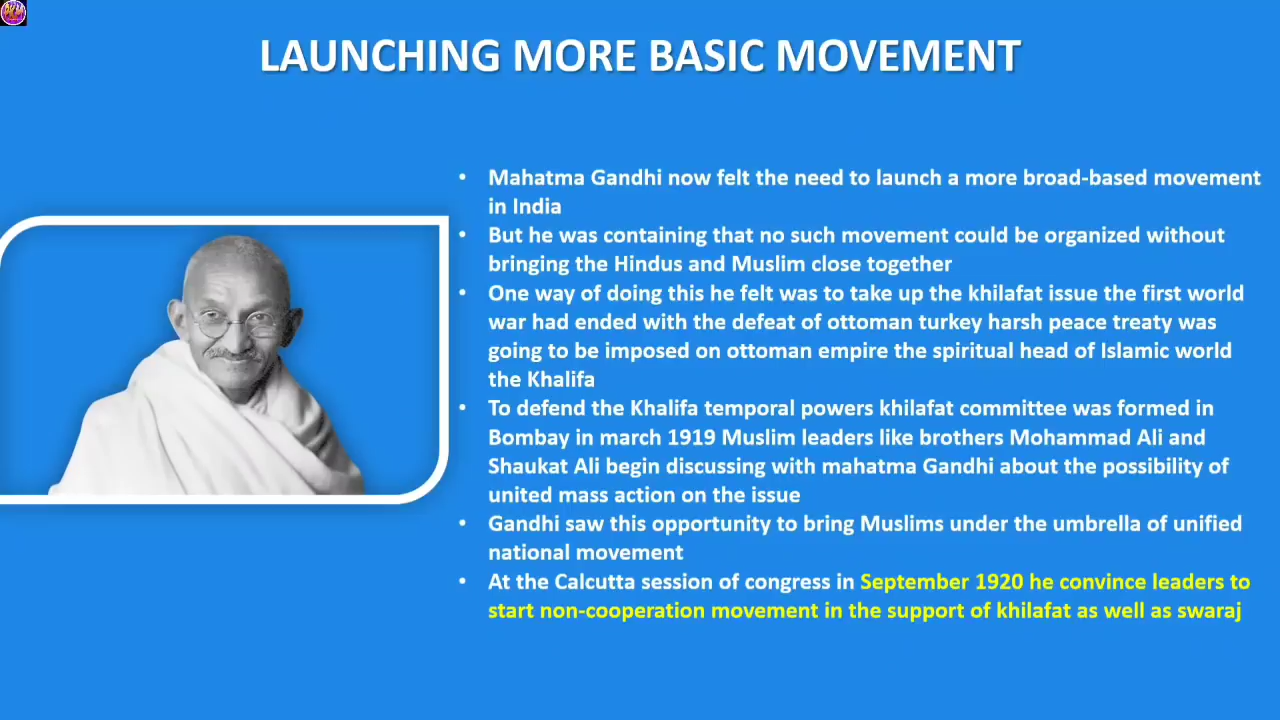 PKM
LAUNCHING MORE BASIC MOVEMENT
• Mahatma Gandhi now felt the need to launch a more broad-based movement
in India
• But he was containing that no such movement could be organized without
bringing the Hindus and Muslim close together
• One way of doing this he felt was to take up the khilafat issue the first world
war had ended with the defeat of ottoman turkey harsh peace treaty was
going to be imposed on ottoman empire the spiritual head of Islamic world
the Khalifa
• To defend the Khalifa temporal powers khilafat committee was formed in
Bombay in march 1919 Muslim leaders like brothers Mohammad Ali and
Shaukat Ali begin discussing with mahatma Gandhi about the possibility of
united mass action on the issue
• Gandhi saw this opportunity to bring Muslims under the umbrella of unified
national movement
• At the Calcutta session of congress in September 1920 he convince leaders to
start non-cooperation movement in the support of khilafat as well as swaraj